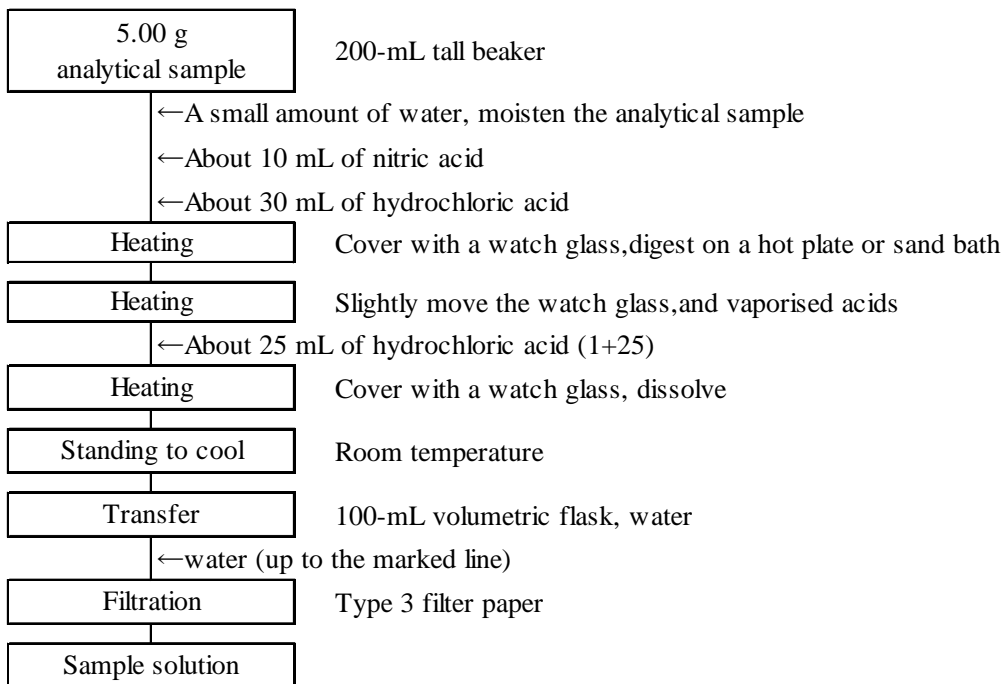 5.00 g
analytical sample
200-mL tall beaker
←A small amount of water, moisten the analytical sample
←About 10 mL of nitric acid
←About 30 mL of hydrochloric acid
Heating
Cover with a watch glass,digest on a hot plate or sand bath
Heating
Slightly move the watch glass,and vaporised acids
←About 25 mL of hydrochloric acid (1+25)
Heating
Cover with a watch glass, dissolve
Standing to cool
Room temperature
Transfer
100-mL volumetric flask, water
←water (up to the marked line)
Filtration
Type 3 filter paper
Sample solution